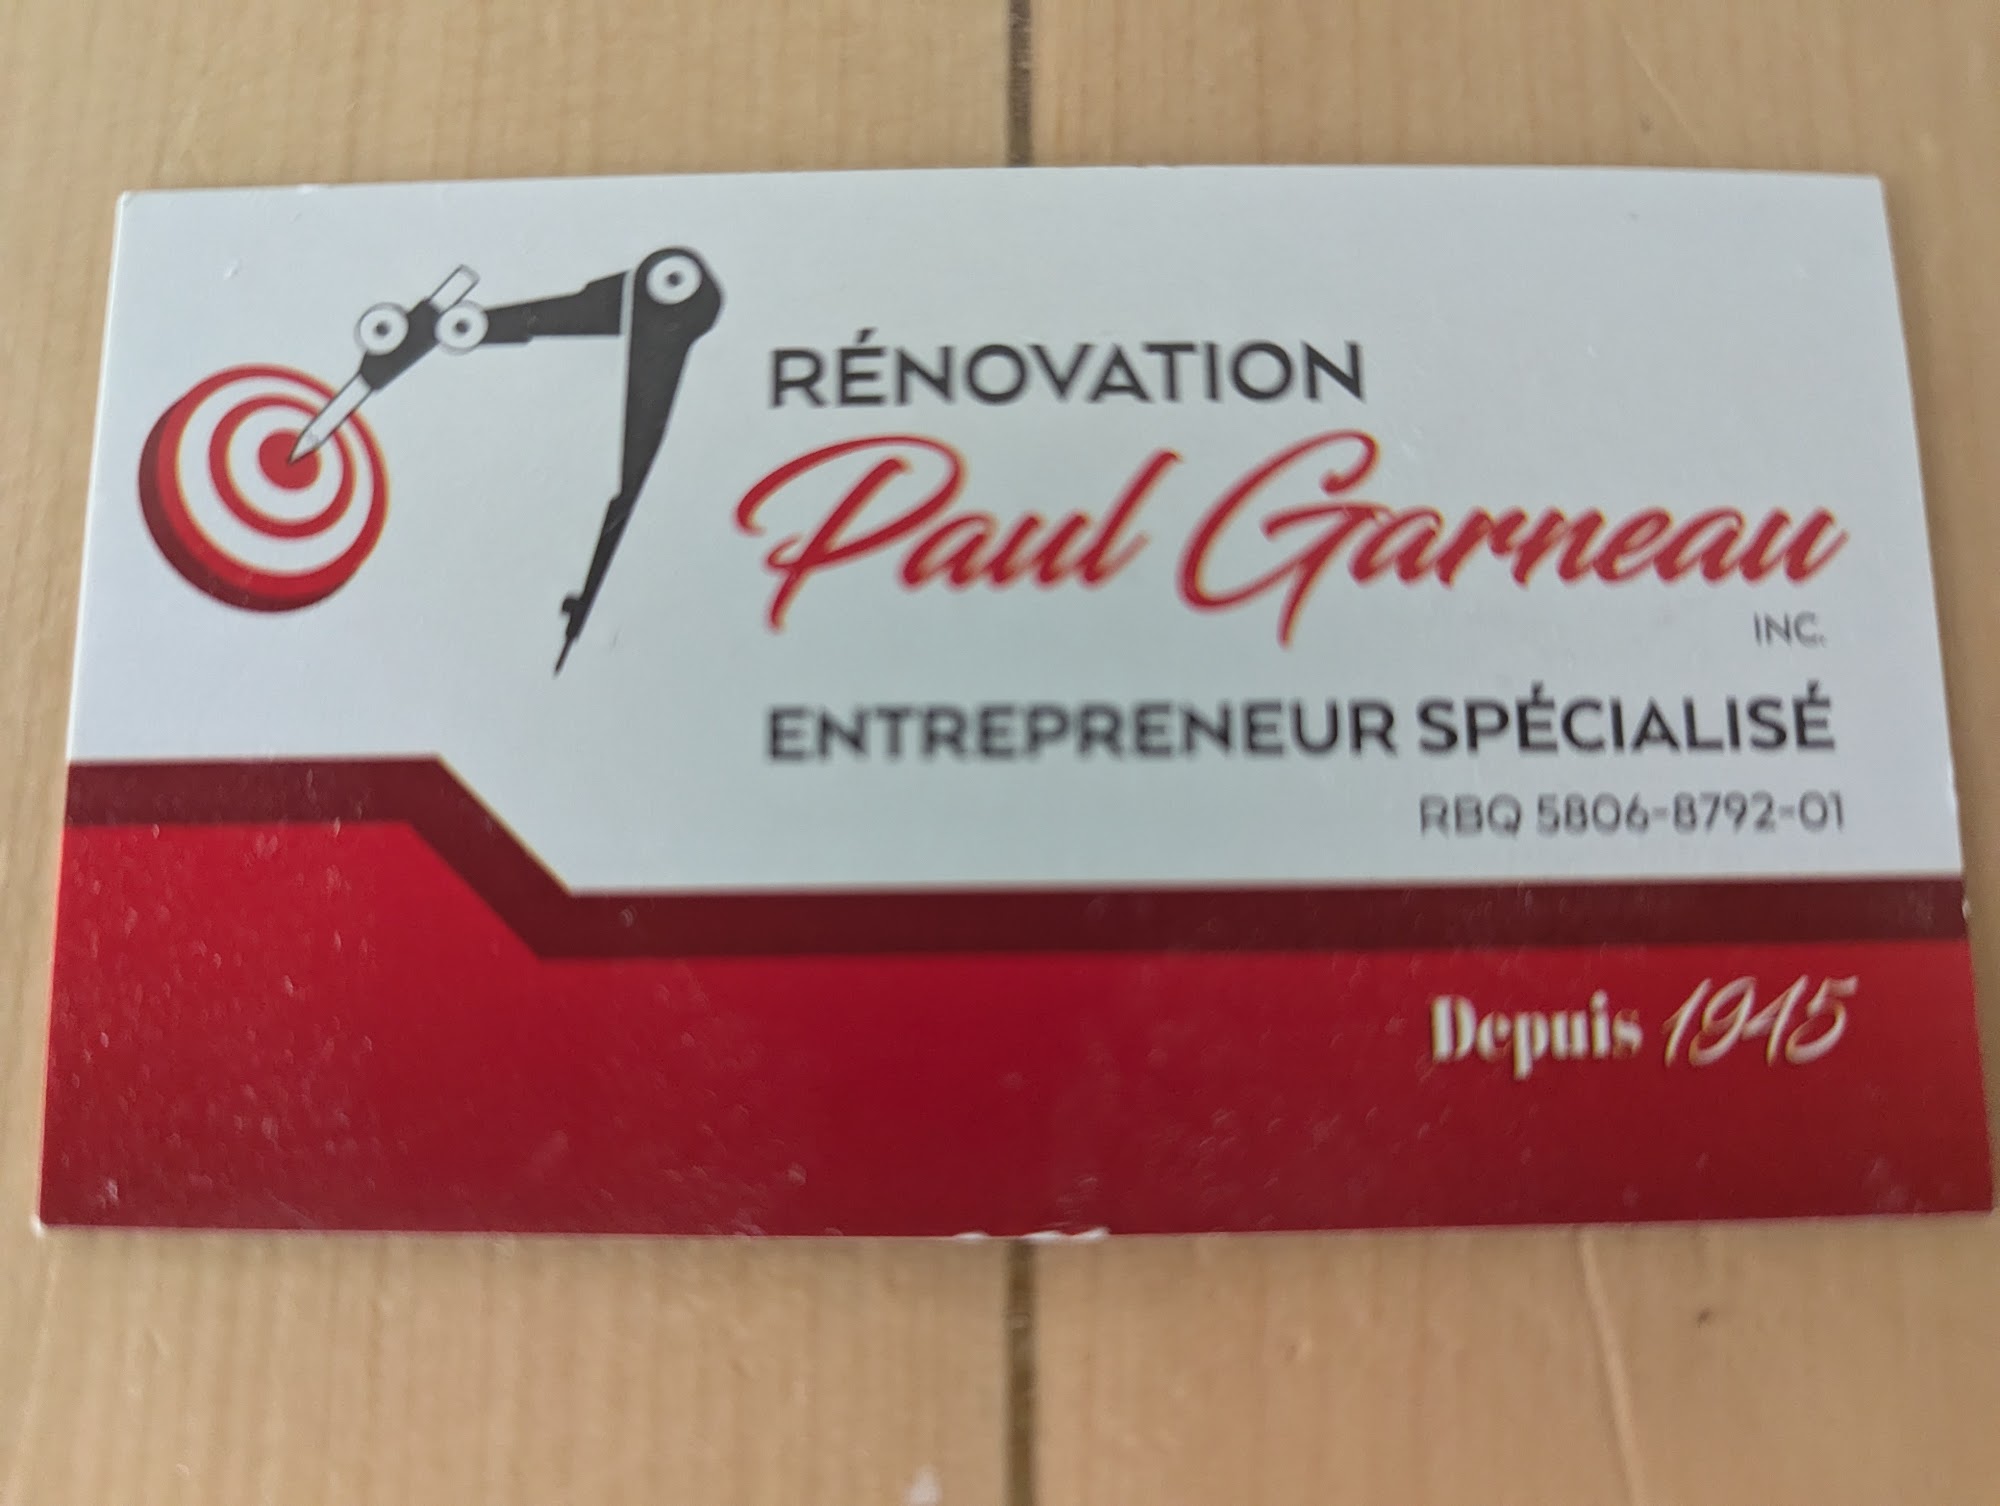 RÉNOVATION
Paul Garneau
INC.
ENTREPRENEUR SPÉCIALISÉ
RBQ 5806-8792-01
Depuis 1945